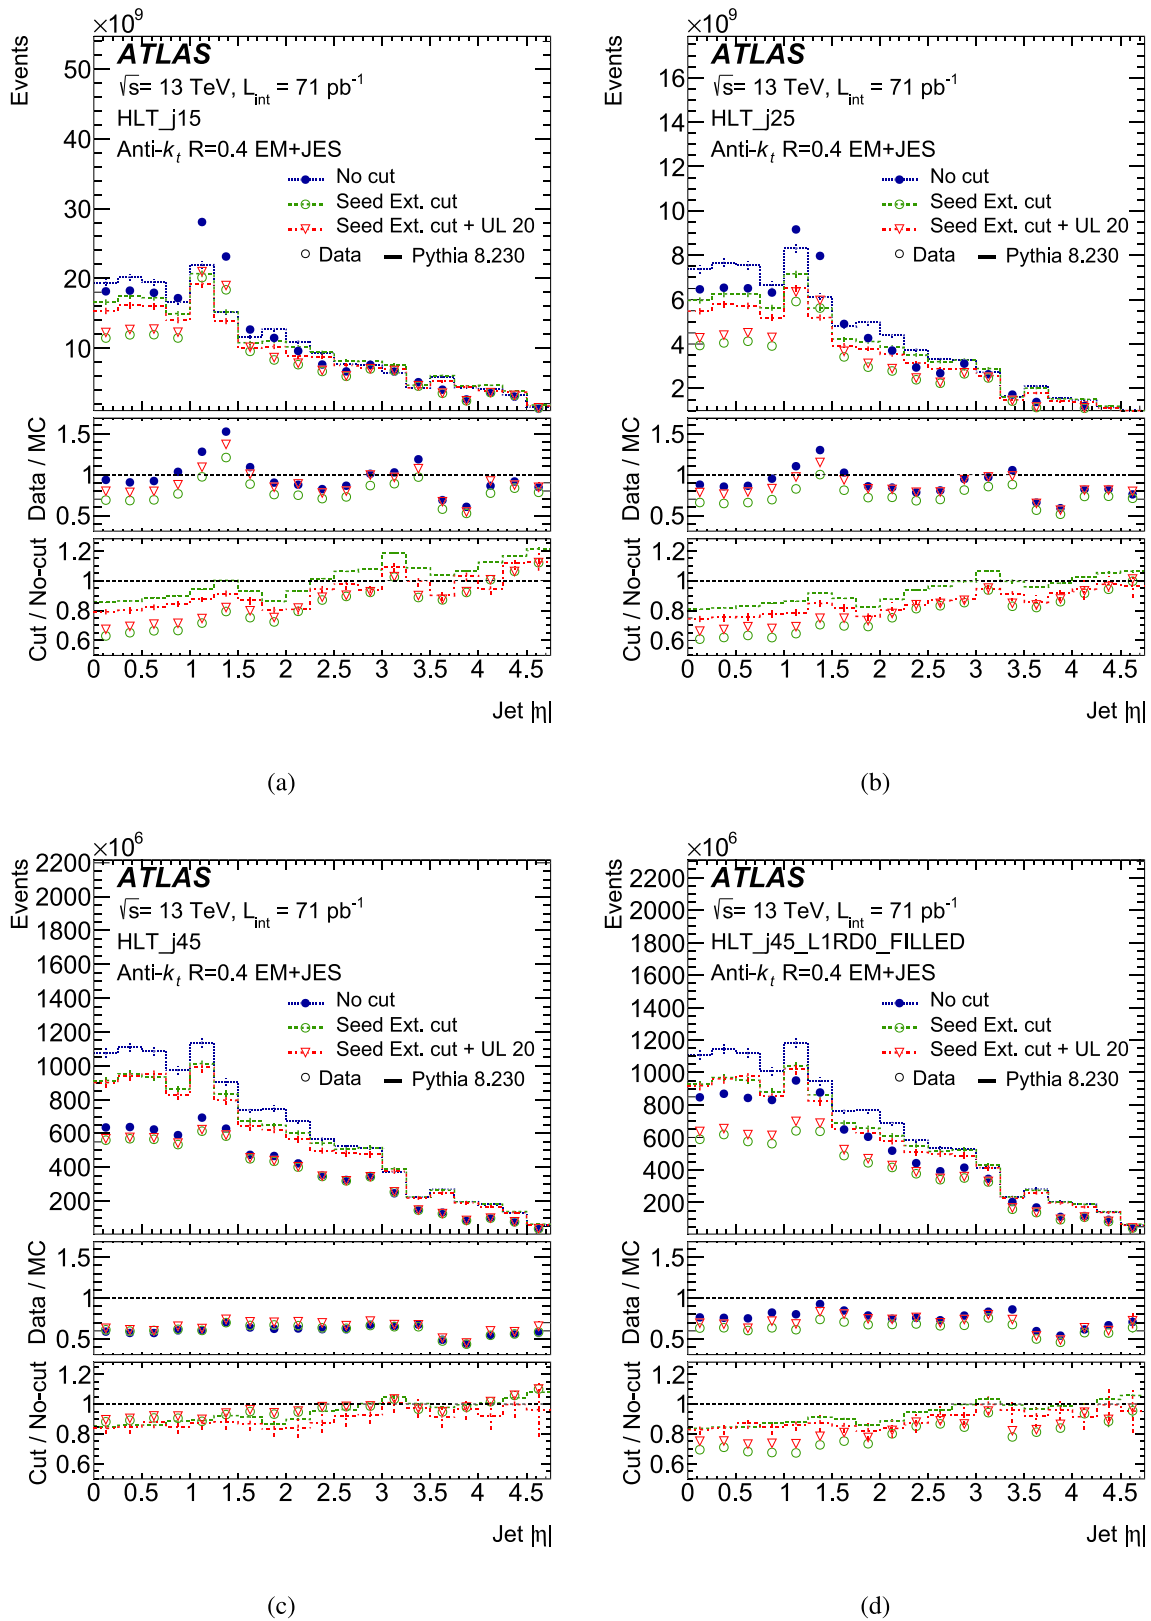 ×10⁹
Events
ATLAS
√s= 13 TeV, L_int = 71 pb⁻¹
HLT_j15
Anti-k_t R=0.4 EM+JES
No cut
Seed Ext. cut
Seed Ext. cut + UL 20
Data Pythia 8.230
50
40
30
20
10
Data / MC
1.5
1
0.5
Cut / No-cut
1.2
1
0.8
0.6
0 0.5 1 1.5 2 2.5 3 3.5 4 4.5
Jet |η|
(a)
×10⁹
Events
ATLAS
√s= 13 TeV, L_int = 71 pb⁻¹
HLT_j25
Anti-k_t R=0.4 EM+JES
No cut
Seed Ext. cut
Seed Ext. cut + UL 20
Data Pythia 8.230
16
14
12
10
8
6
4
2
Data / MC
1.5
1
0.5
Cut / No-cut
1.2
1
0.8
0.6
0 0.5 1 1.5 2 2.5 3 3.5 4 4.5
Jet |η|
(b)
×10⁶
Events
ATLAS
√s= 13 TeV, L_int = 71 pb⁻¹
HLT_j45
Anti-k_t R=0.4 EM+JES
No cut
Seed Ext. cut
Seed Ext. cut + UL 20
Data Pythia 8.230
2200
2000
1800
1600
1400
1200
1000
800
600
400
200
Data / MC
1.5
1
0.5
Cut / No-cut
1.2
1
0.8
0.6
0 0.5 1 1.5 2 2.5 3 3.5 4 4.5
Jet |η|
(c)
×10⁶
Events
ATLAS
√s= 13 TeV, L_int = 71 pb⁻¹
HLT_j45_L1RD0_FILLED
Anti-k_t R=0.4 EM+JES
No cut
Seed Ext. cut
Seed Ext. cut + UL 20
Data Pythia 8.230
2200
2000
1800
1600
1400
1200
1000
800
600
400
200
Data / MC
1.5
1
0.5
Cut / No-cut
1.2
1
0.8
0.6
0 0.5 1 1.5 2 2.5 3 3.5 4 4.5
Jet |η|
(d)